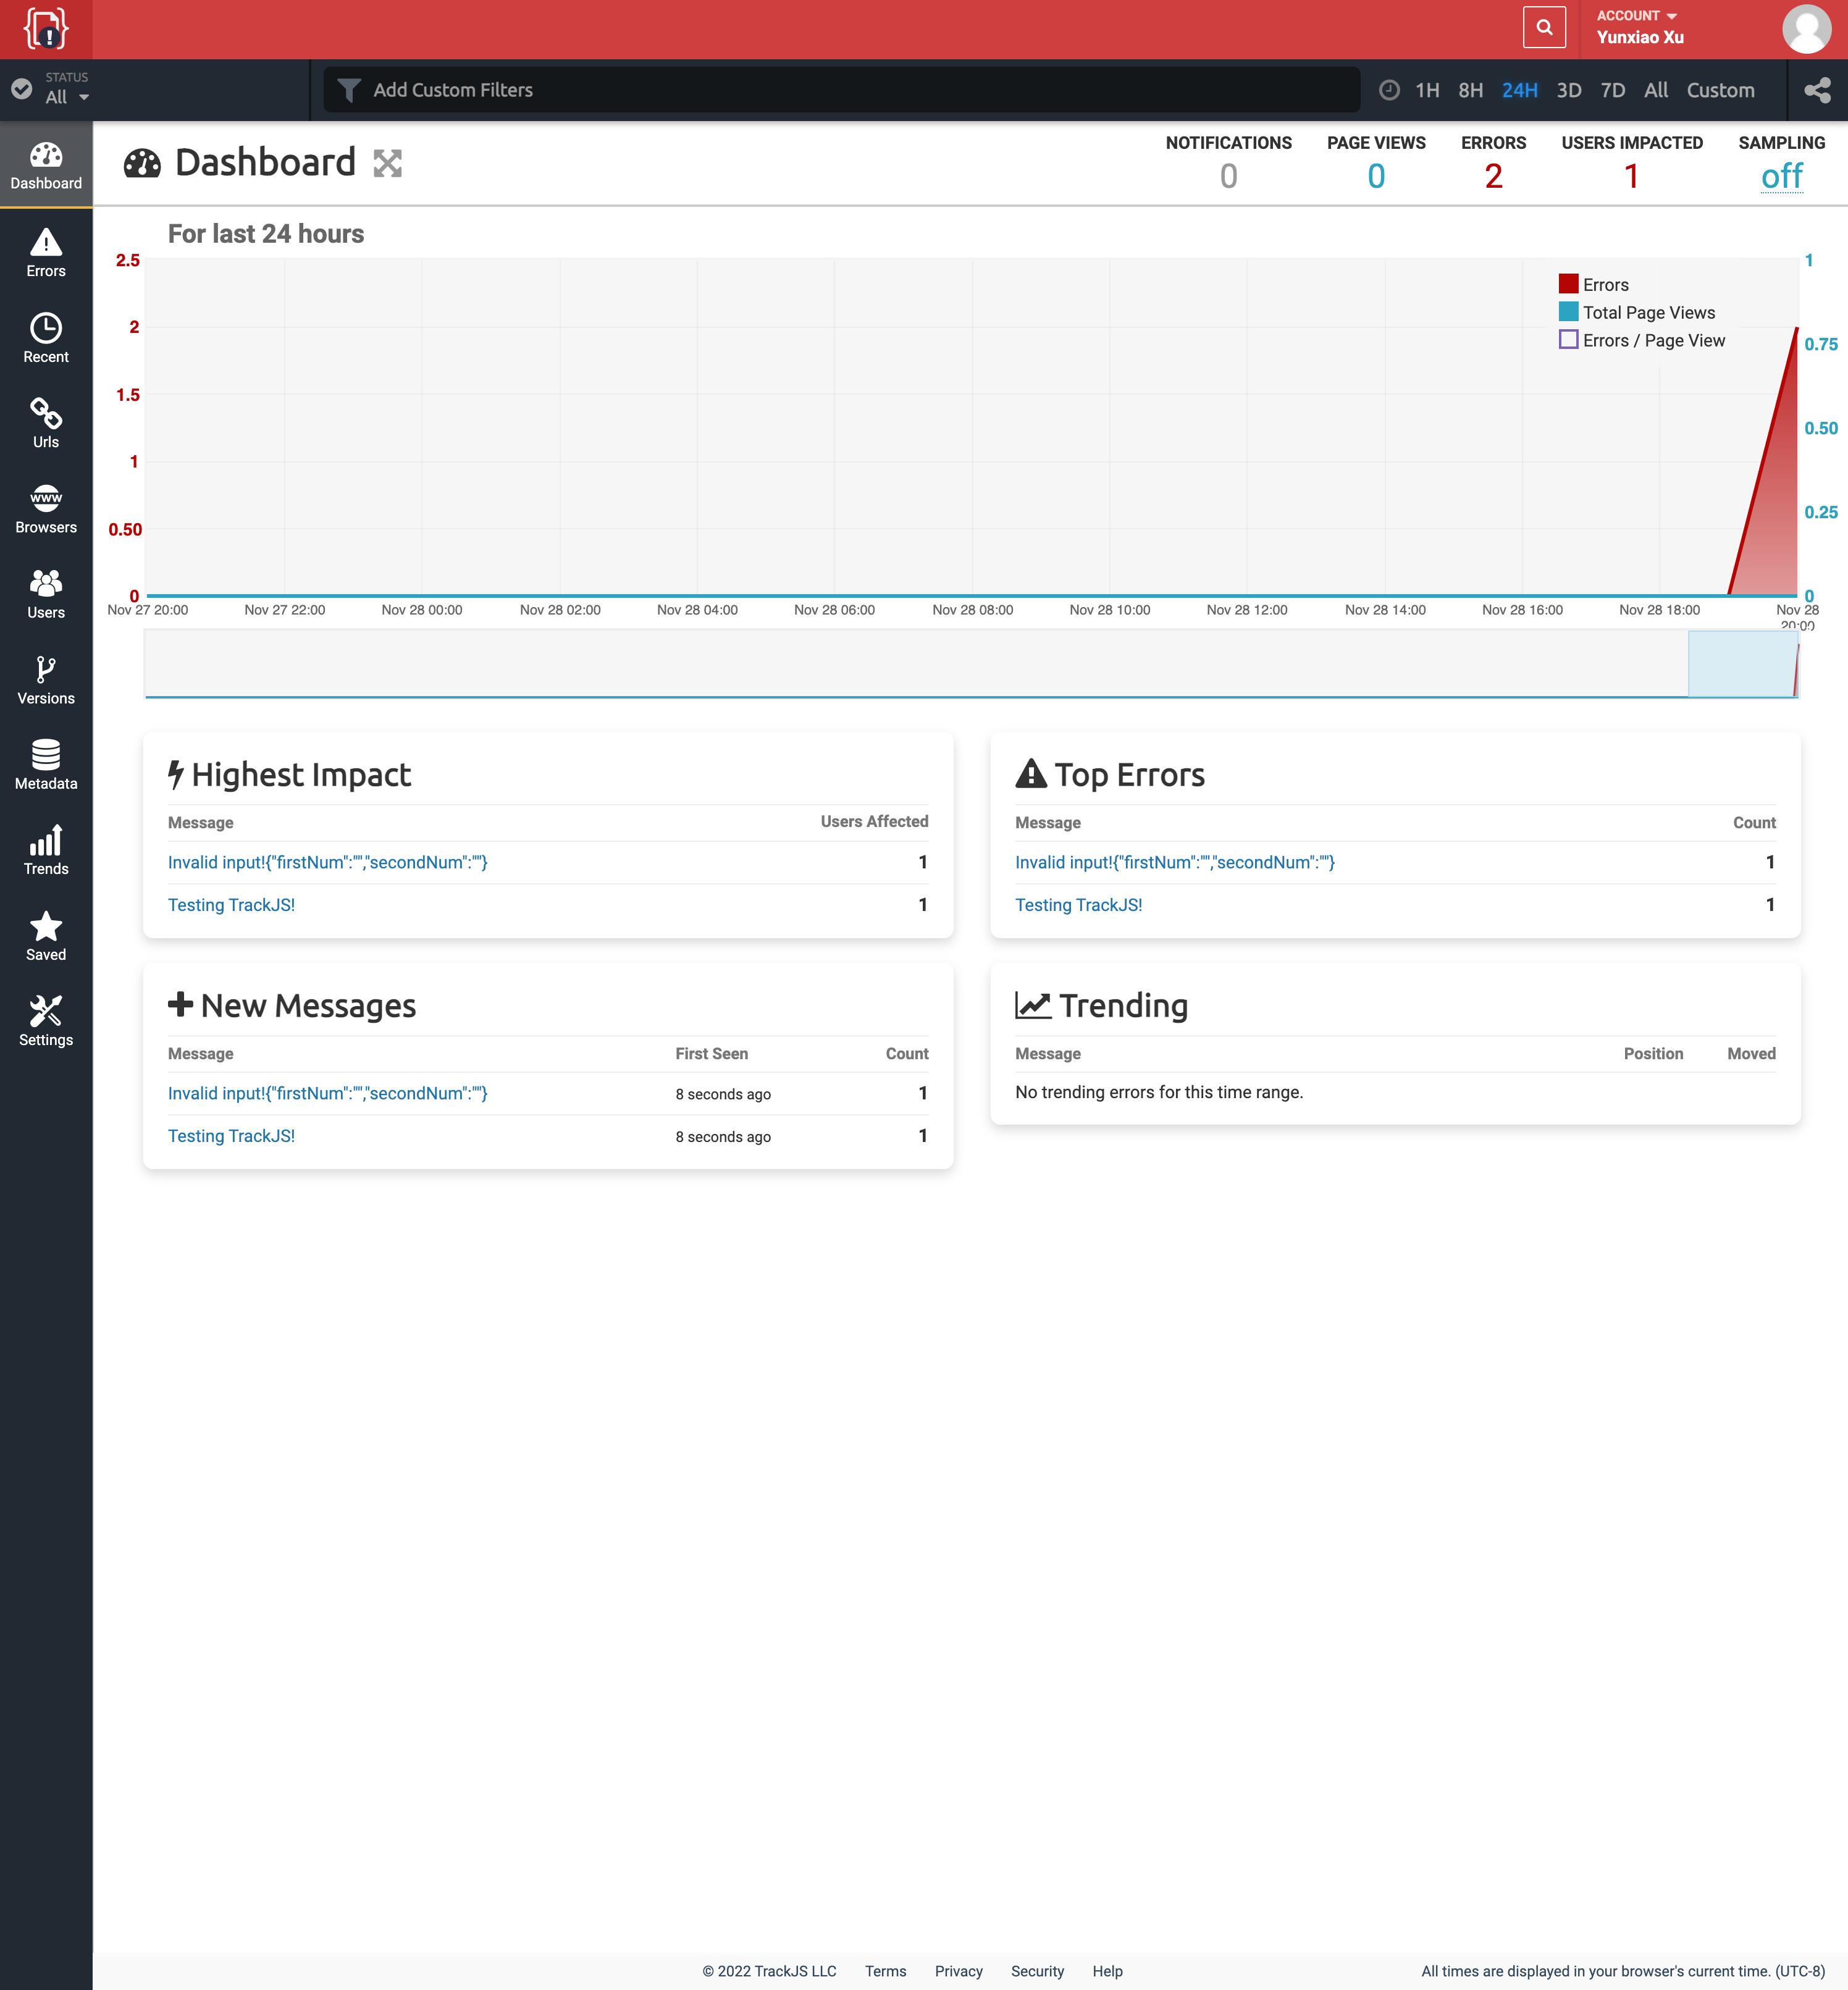 ACCOUNT
Yunxiao Xu
STATUS
All
Add Custom Filters
1H 8H 24H 3D 7D All Custom
Dashboard
Errors
Recent
Urls
www
Browsers
Users
Versions
Metadata
Trends
Saved
Settings
Dashboard
NOTIFICATIONS
0
PAGE VIEWS
0
ERRORS
2
USERS IMPACTED
1
SAMPLING
off
For last 24 hours
2.5
2
1.5
1
0.50
0
Errors
Total Page Views
Errors / Page View
1
0.75
0.50
0.25
0
Nov 27 20:00
Nov 27 22:00
Nov 28 00:00
Nov 28 02:00
Nov 28 04:00
Nov 28 06:00
Nov 28 08:00
Nov 28 10:00
Nov 28 12:00
Nov 28 14:00
Nov 28 16:00
Nov 28 18:00
Nov 28
20:00
Highest Impact
Message Users Affected
Invalid input!{"firstNum":"","secondNum":""} 1
Testing TrackJS! 1
Top Errors
Message Count
Invalid input!{"firstNum":"","secondNum":""} 1
Testing TrackJS! 1
New Messages
Message First Seen Count
Invalid input!{"firstNum":"","secondNum":""} 8 seconds ago 1
Testing TrackJS! 8 seconds ago 1
Trending
Message Position Moved
No trending errors for this time range.
© 2022 TrackJS LLC Terms Privacy Security Help
All times are displayed in your browser's current time. (UTC-8)